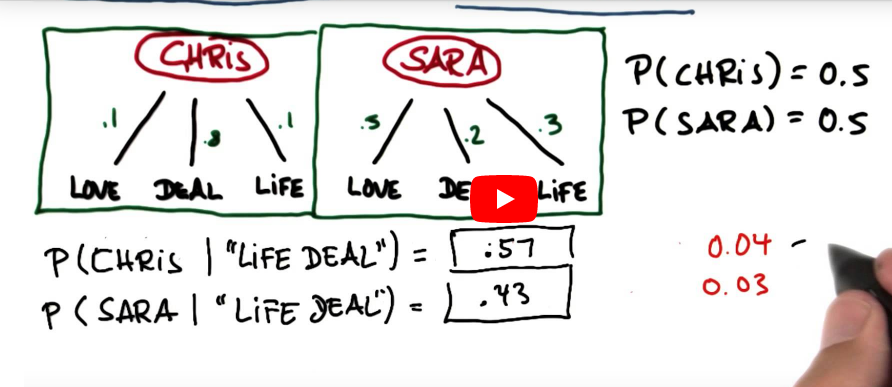 CHRIS SARA
P(CHRIS) = 0.5
P(SARA) = 0.5
.1 .8 .1 .5 .2 .3
LOVE DEAL LIFE LOVE DE LIFE
P(CHRIS | "LIFE DEAL") = .57
P(SARA | "LIFE DEAL") = .43
0.04 -
0.03